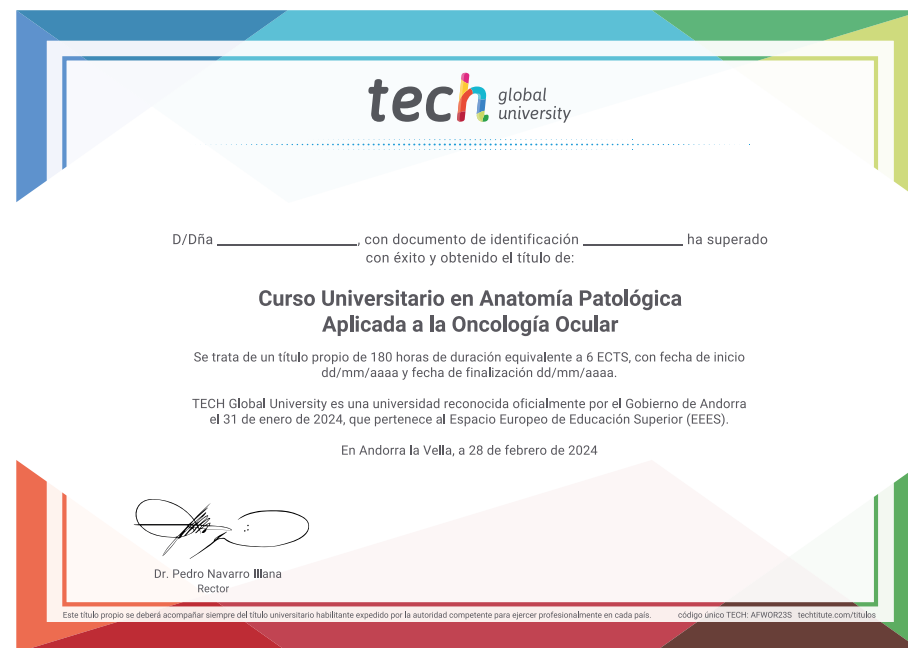 tech global university
D/Dña ____________, con documento de identificación ____________ ha superado
con éxito y obtenido el título de:
Curso Universitario en Anatomía Patológica
Aplicada a la Oncología Ocular
Se trata de un título propio de 180 horas de duración equivalente a 6 ECTS, con fecha de inicio
dd/mm/aaaa y fecha de finalización dd/mm/aaaa.
TECH Global University es una universidad reconocida oficialmente por el Gobierno de Andorra
el 31 de enero de 2024, que pertenece al Espacio Europeo de Educación Superior (EEES).
En Andorra la Vella, a 28 de febrero de 2024
Dr. Pedro Navarro Illana
Rector
Este título propio se deberá acompañar siempre del título universitario habilitante expedido por la autoridad competente para ejercer profesionalmente en cada país. código único TECH: AFWOR23S techtitute.com/titulos